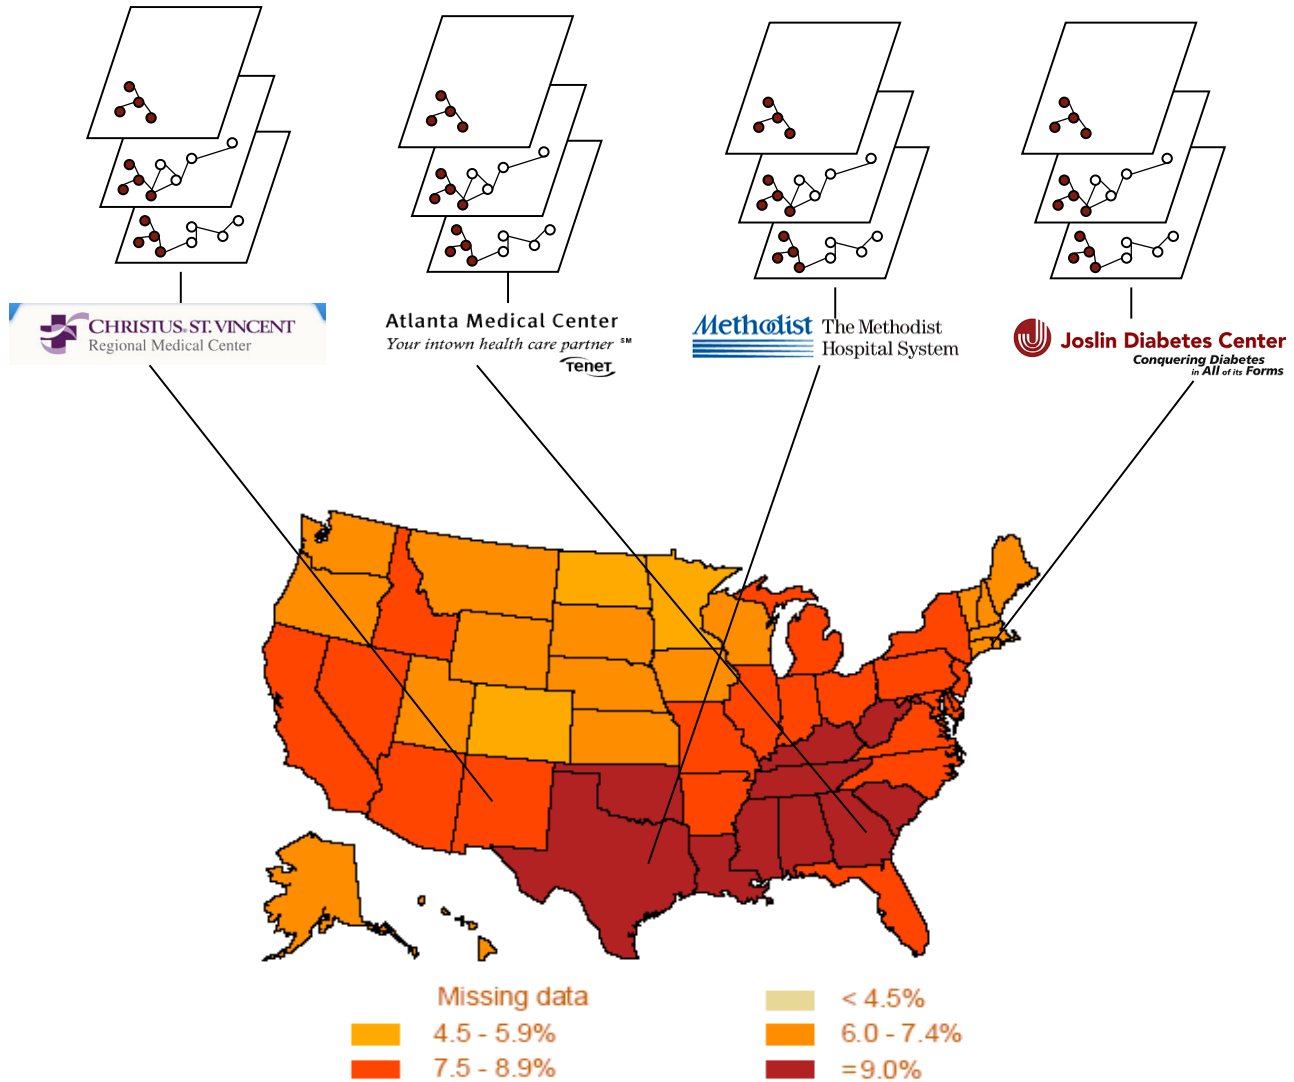 CHRISTUS. ST. VINCENT
Regional Medical Center
Atlanta Medical Center
Your intown health care partner ℠
TENET
Methodist
The Methodist
Hospital System
Joslin Diabetes Center
Conquering Diabetes
in All of its Forms
Missing data
< 4.5%
4.5 - 5.9%
6.0 - 7.4%
7.5 - 8.9%
=9.0%